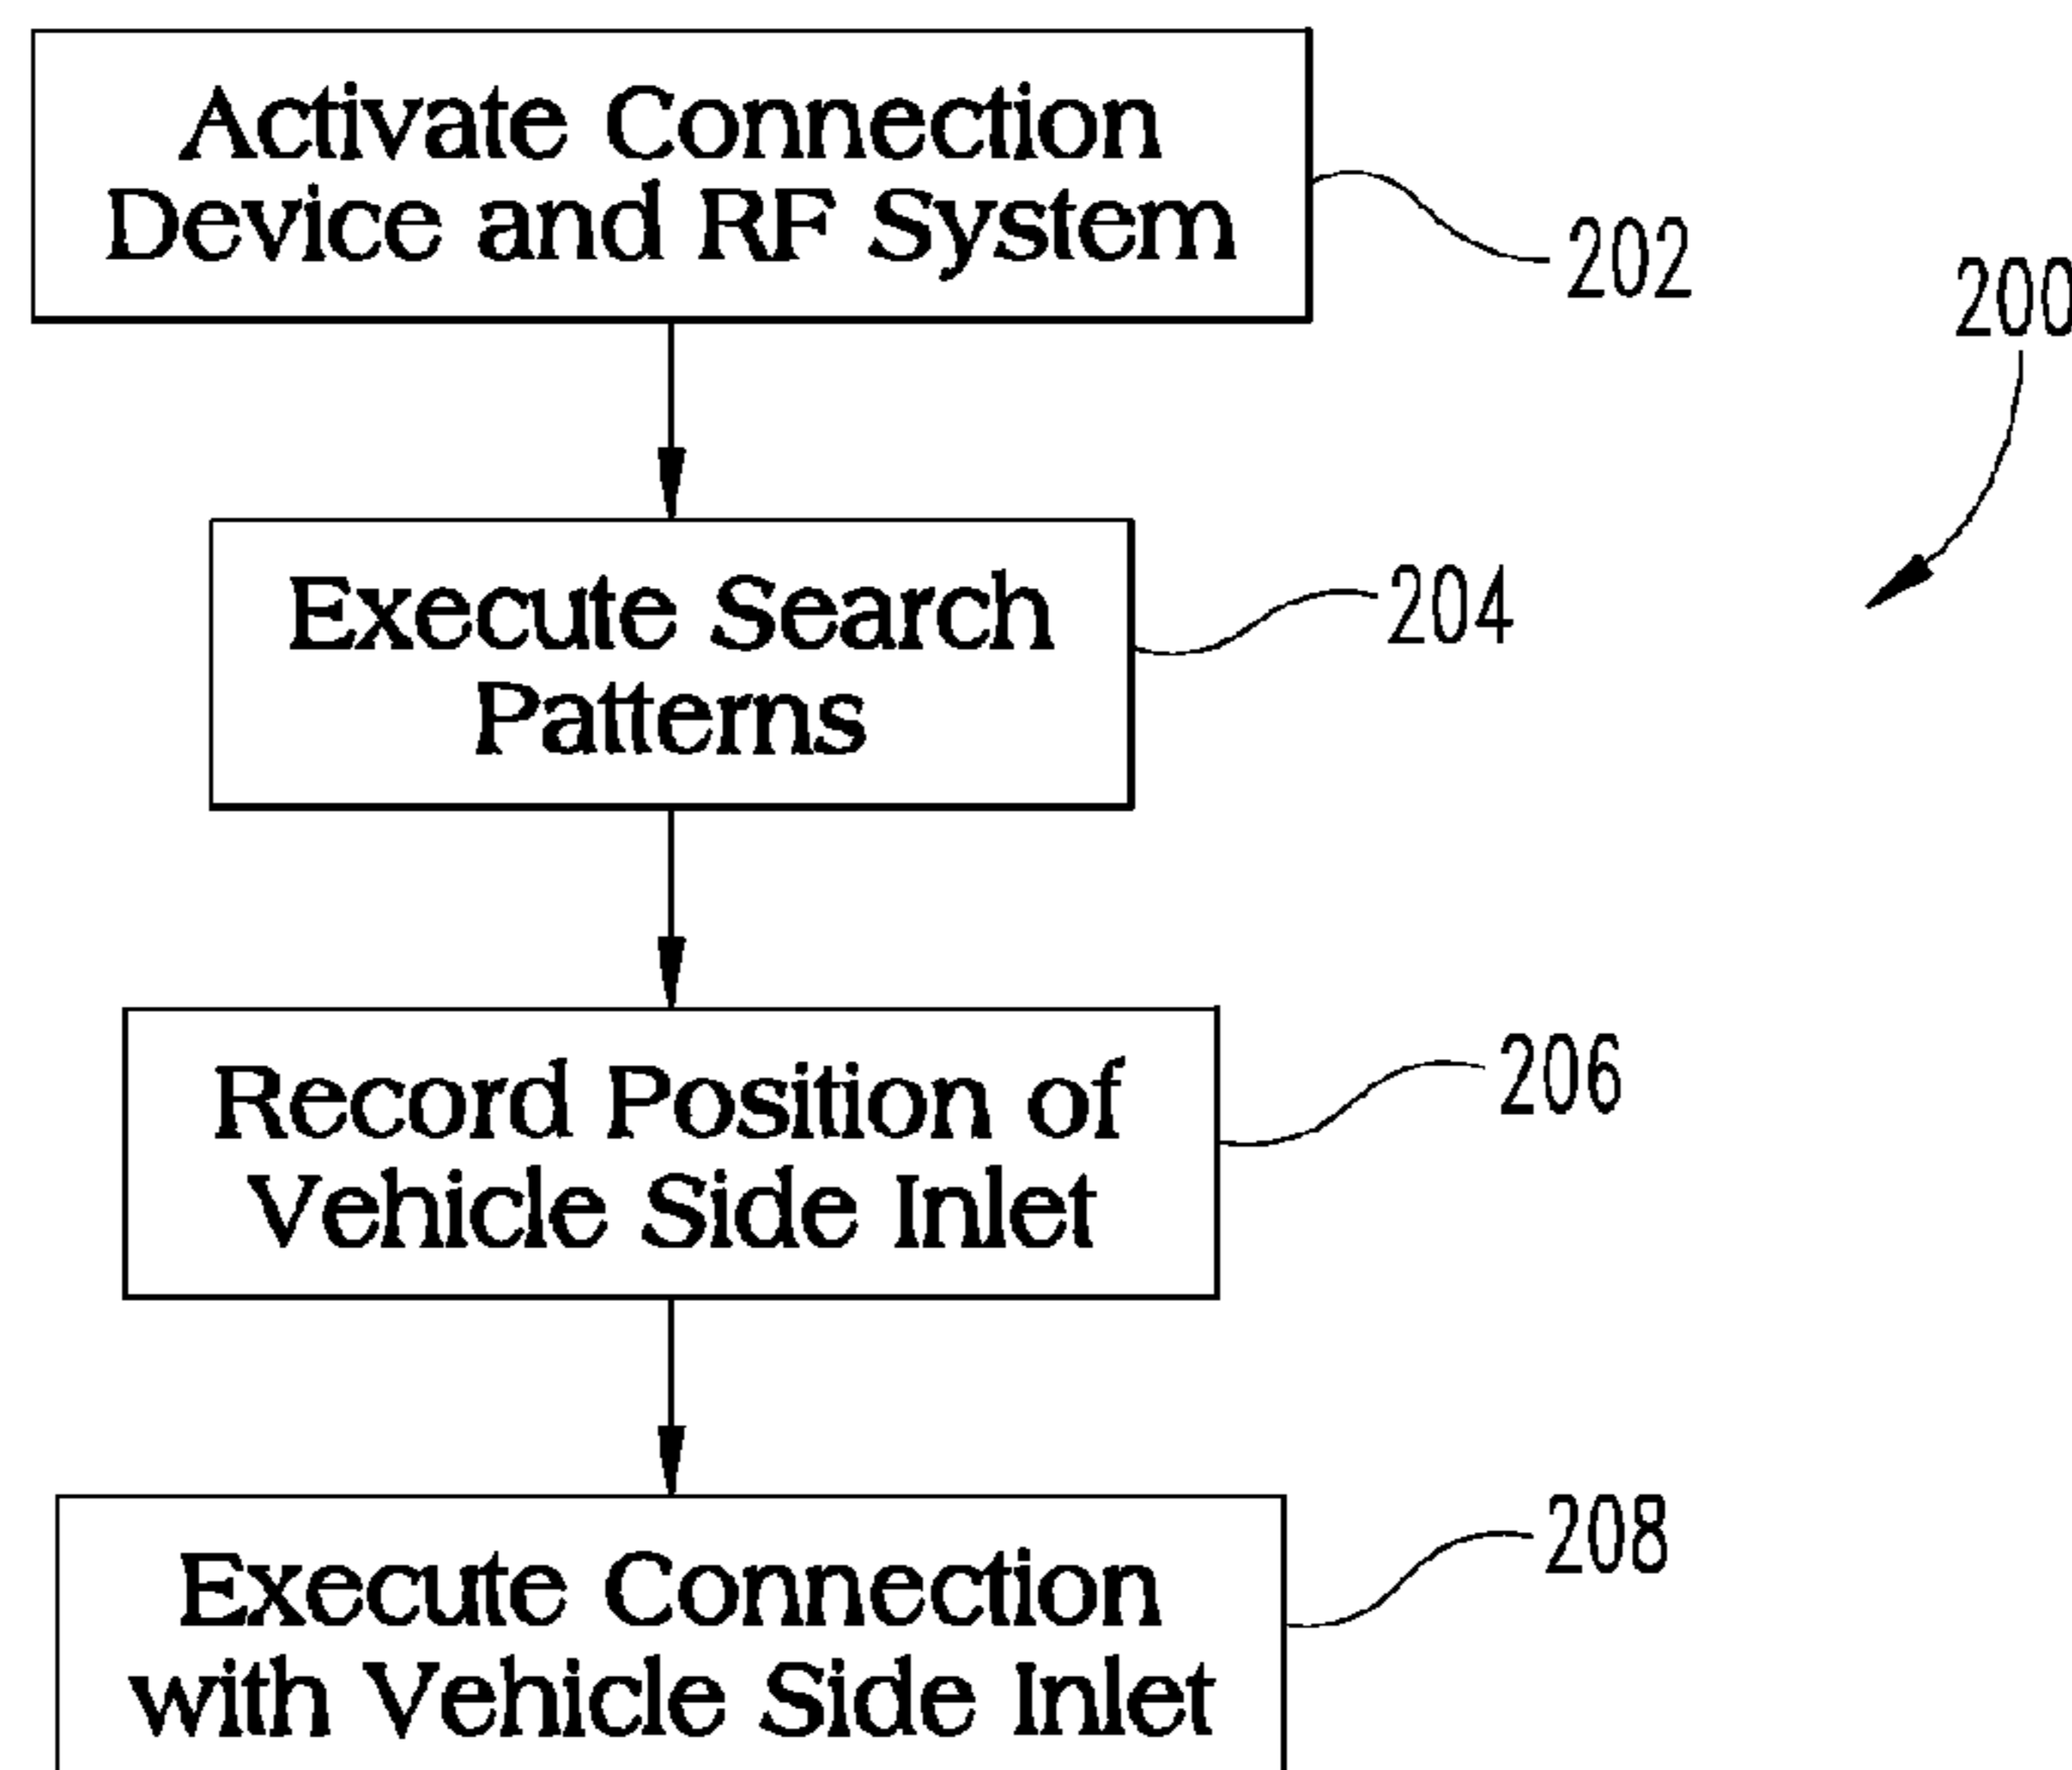 Activate Connection
Device and RF System
202
200
Execute Search
Patterns
204
Record Position of
Vehicle Side Inlet
206
Execute Connection
with Vehicle Side Inlet
208